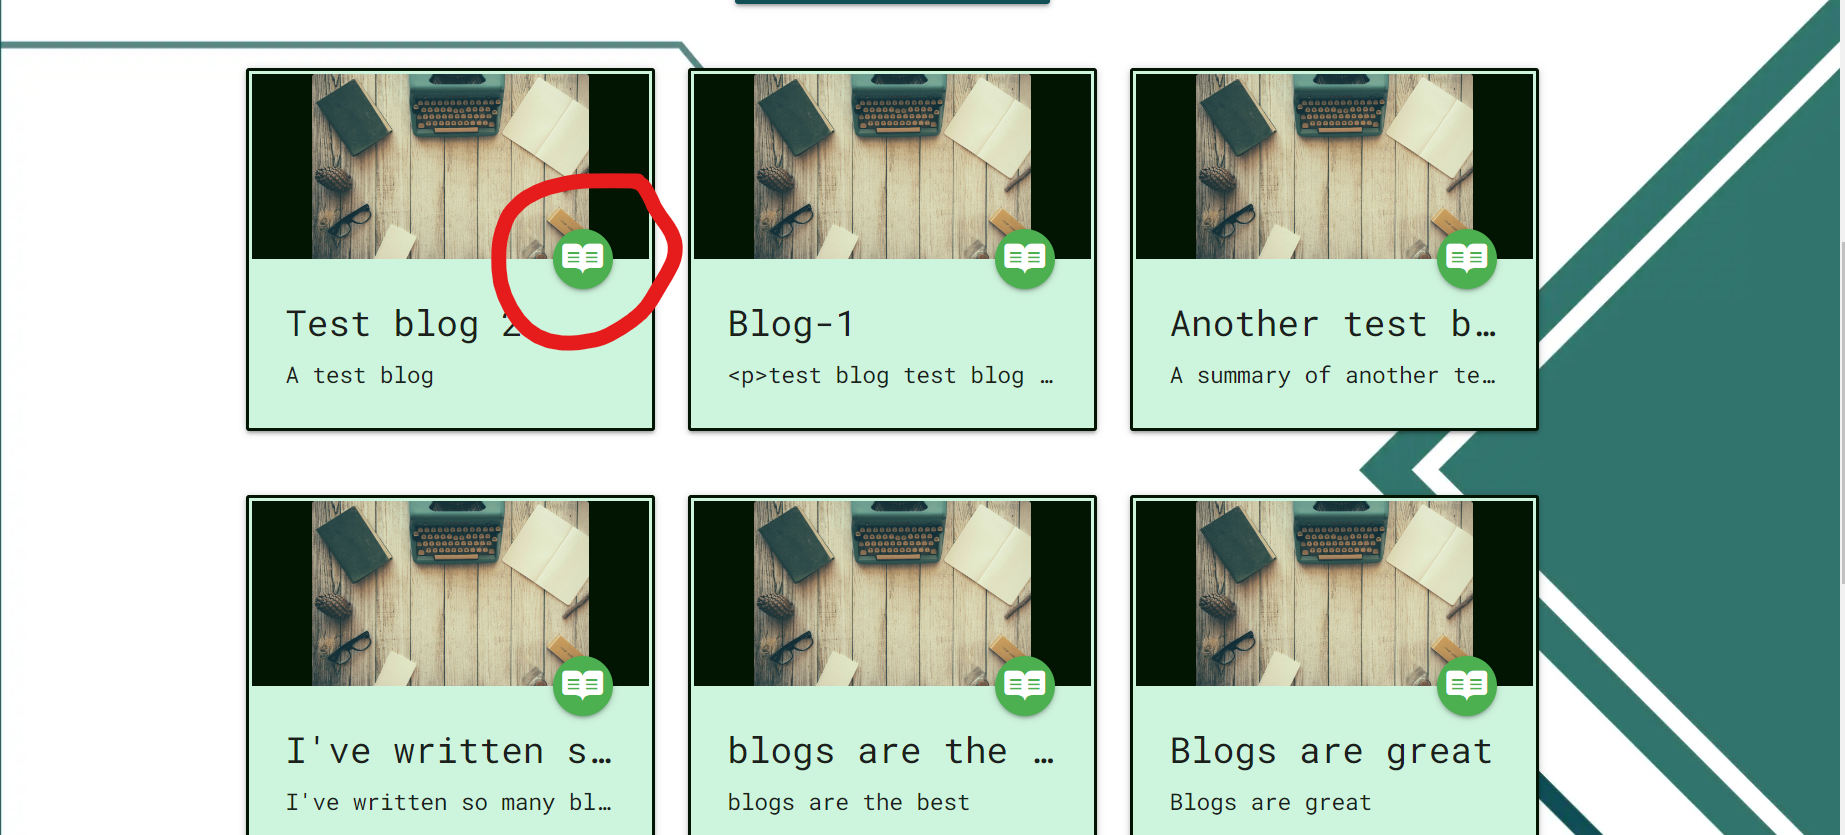 Test blog 2
A test blog
Blog-1
<p>test blog test blog …
Another test b…
A summary of another te…
I've written s…
I've written so many bl…
blogs are the …
blogs are the best
Blogs are great
Blogs are great